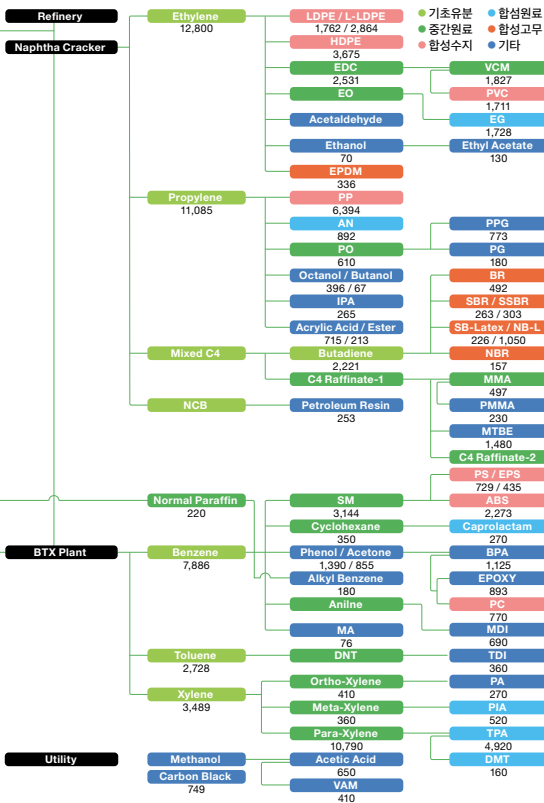 Refinery
Naphtha Cracker
BTX Plant
Utility
Ethylene
12,800
Propylene
11,085
Mixed C4
NCB
Normal Paraffin
220
Benzene
7,886
Toluene
2,728
Xylene
3,489
Methanol
Carbon Black
749
LDPE / L-LDPE
1,762 / 2,864
HDPE
3,675
EDC
2,531
EO
Acetaldehyde
Ethanol
70
EPDM
336
PP
6,394
AN
892
PO
610
Octanol / Butanol
396 / 67
IPA
265
Acrylic Acid / Ester
715 / 213
Butadiene
2,221
C4 Raffinate-1
Petroleum Resin
253
SM
3,144
Cyclohexane
350
Phenol / Acetone
1,390 / 855
Alkyl Benzene
180
Anilne
MA
76
DNT
Ortho-Xylene
410
Meta-Xylene
360
Para-Xylene
10,790
Acetic Acid
650
VAM
410
기초유분
합섬원료
중간원료
합성고무
합성수지
기타
VCM
1,827
PVC
1,711
EG
1,728
Ethyl Acetate
130
PPG
773
PG
180
BR
492
SBR / SSBR
263 / 303
SB-Latex / NB-L
226 / 1,050
NBR
157
MMA
497
PMMA
230
MTBE
1,480
C4 Raffinate-2
PS / EPS
729 / 435
ABS
2,273
Caprolactam
270
BPA
1,125
EPOXY
893
PC
770
MDI
690
TDI
360
PA
270
PIA
520
TPA
4,920
DMT
160